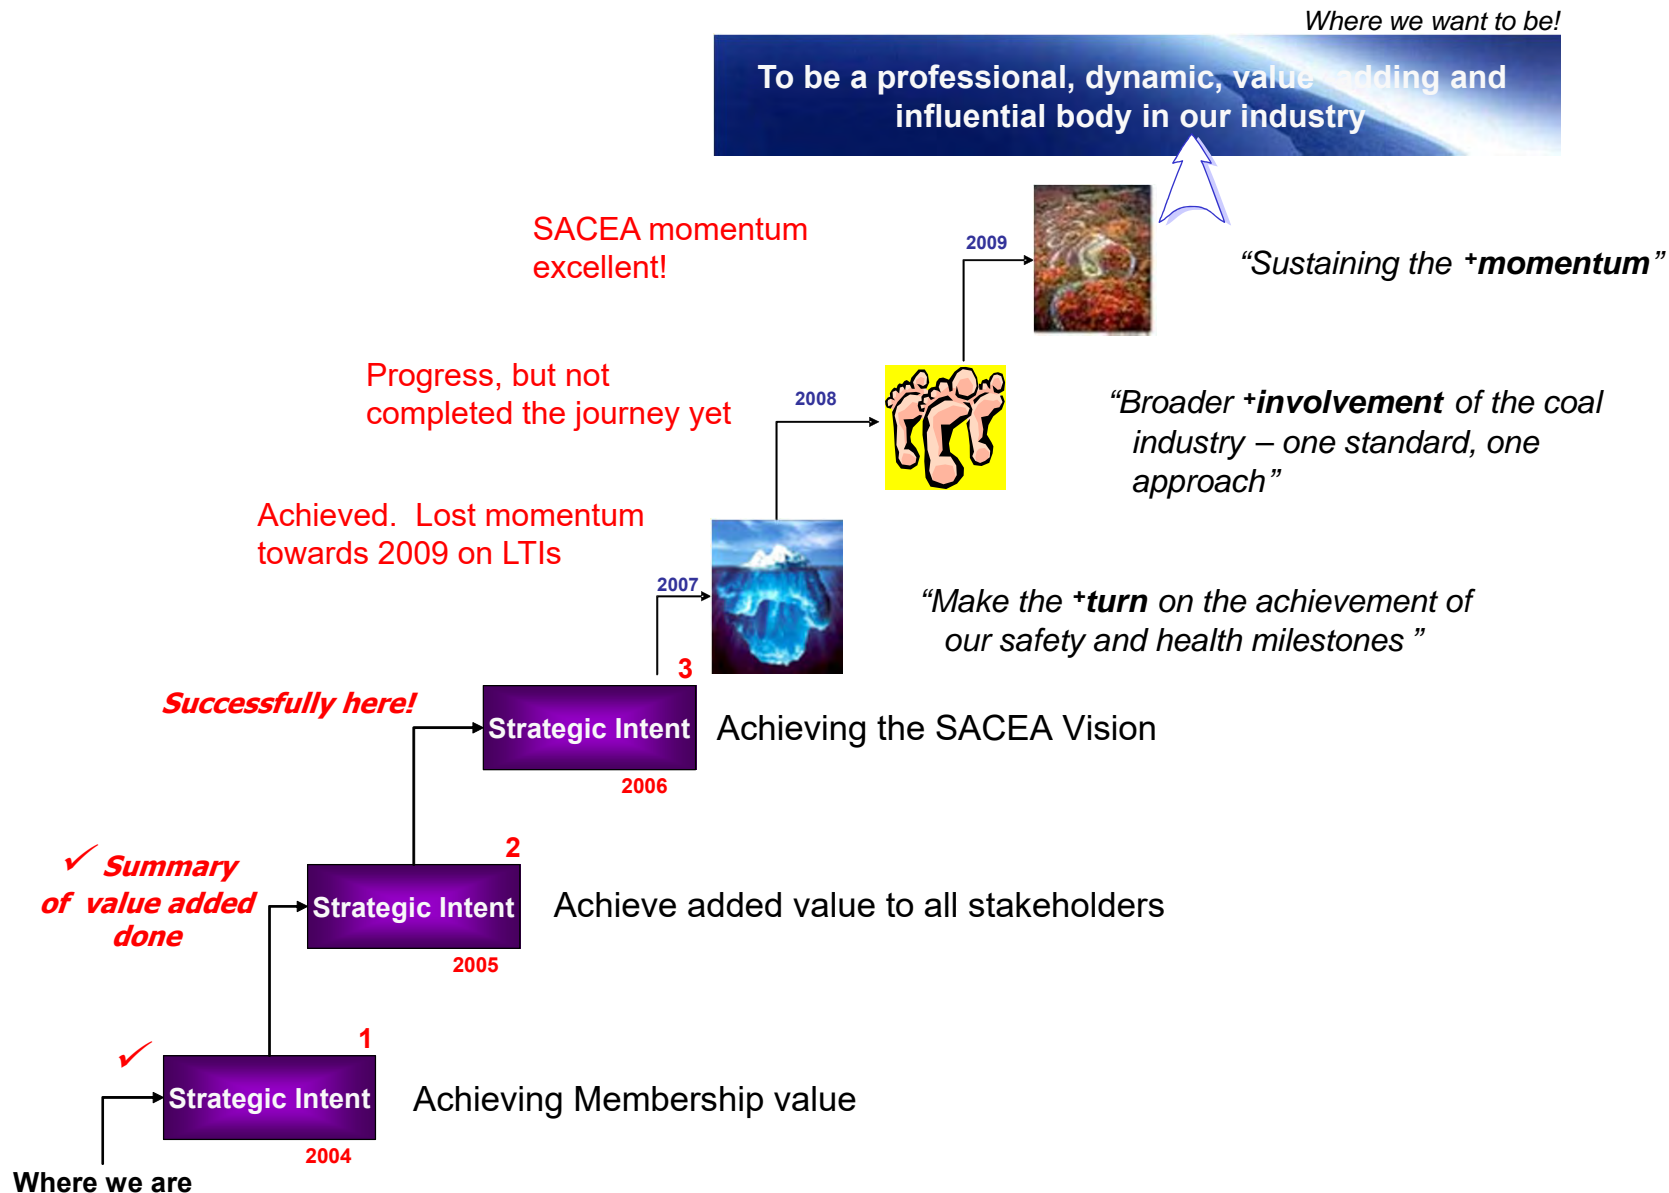 Where we want to be!
To be a professional, dynamic, value adding and
influential body in our industry
SACEA momentum
excellent!
2009
“Sustaining the +momentum”
Progress, but not
completed the journey yet
2008
“Broader +involvement of the coal
industry – one standard, one
approach”
Achieved.  Lost momentum
towards 2009 on LTIs
2007
“Make the +turn on the achievement of
our safety and health milestones ”
3
Successfully here!
Strategic Intent
Achieving the SACEA Vision
2006
2
✓ Summary
of value added
done
Strategic Intent
Achieve added value to all stakeholders
2005
1
✓
Strategic Intent
Achieving Membership value
2004
Where we are